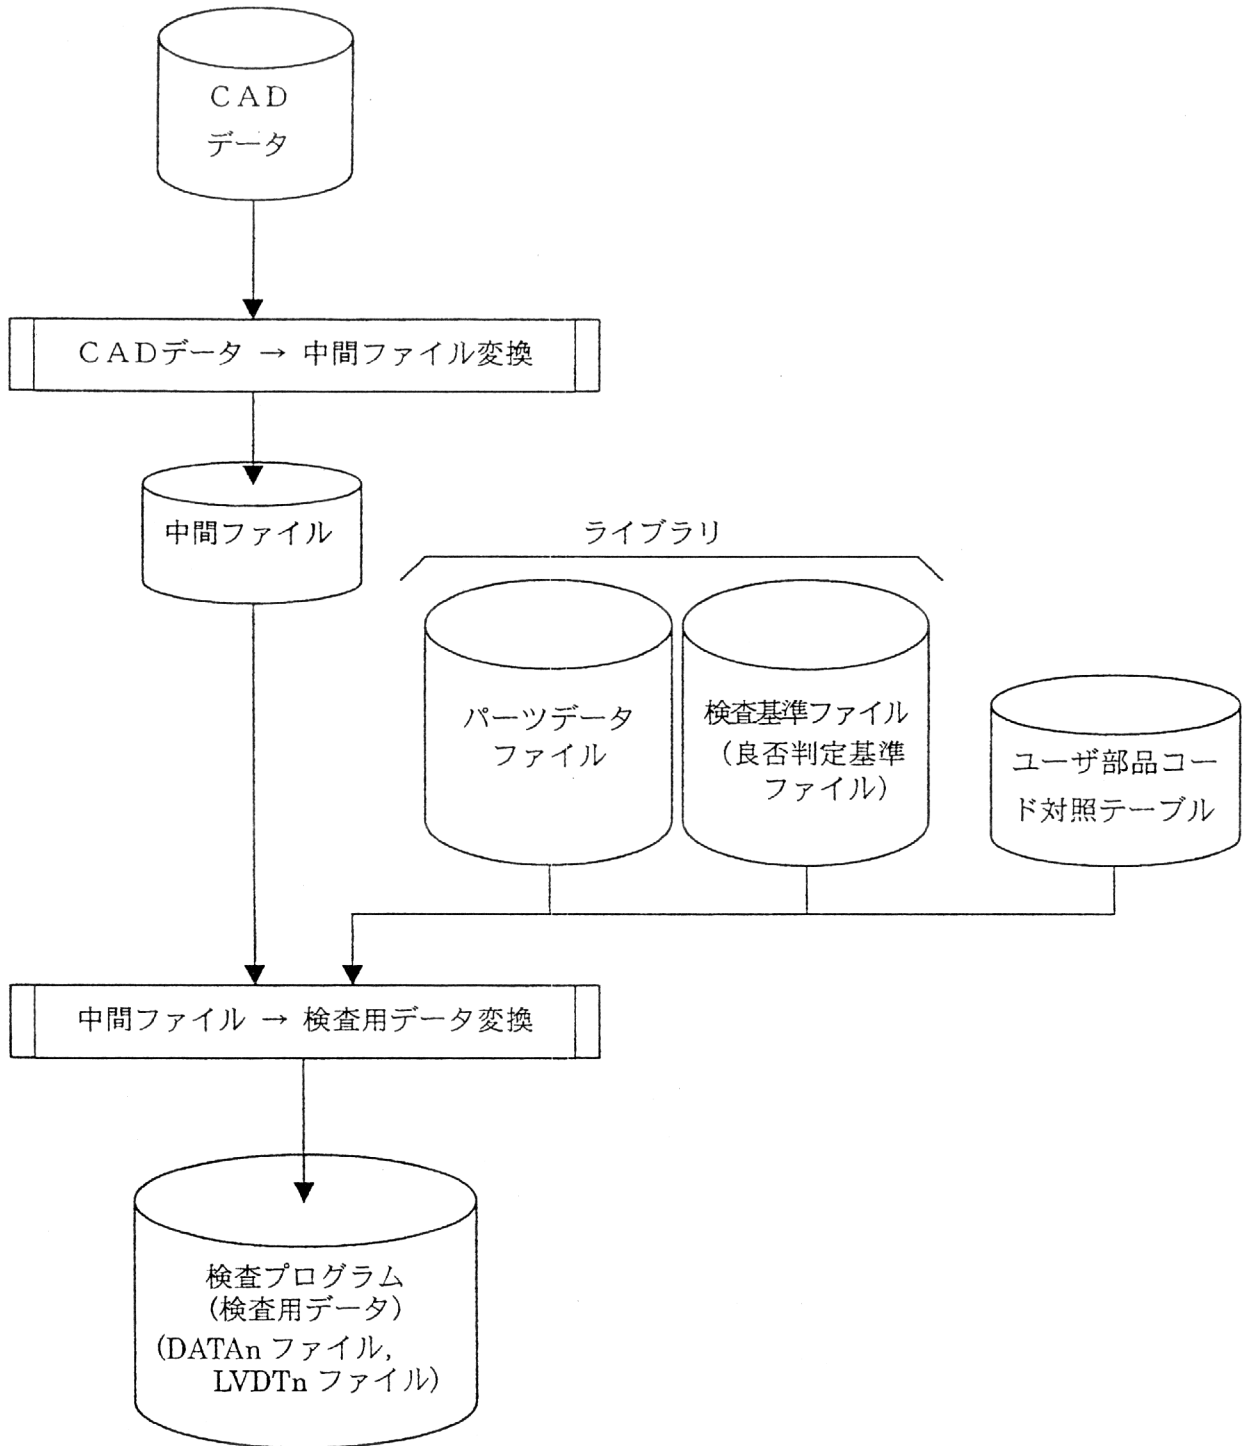 ＣＡＤ
データ
ＣＡＤデータ → 中間ファイル変換
中間ファイル
ライブラリ
パーツデータ
ファイル
検査基準ファイル
（良否判定基準
ファイル）
ユーザ部品コー
ド対照テーブル
中間ファイル → 検査用データ変換
検査プログラム
(検査用データ)
(DATAn ファイル,
LVDTn ファイル)